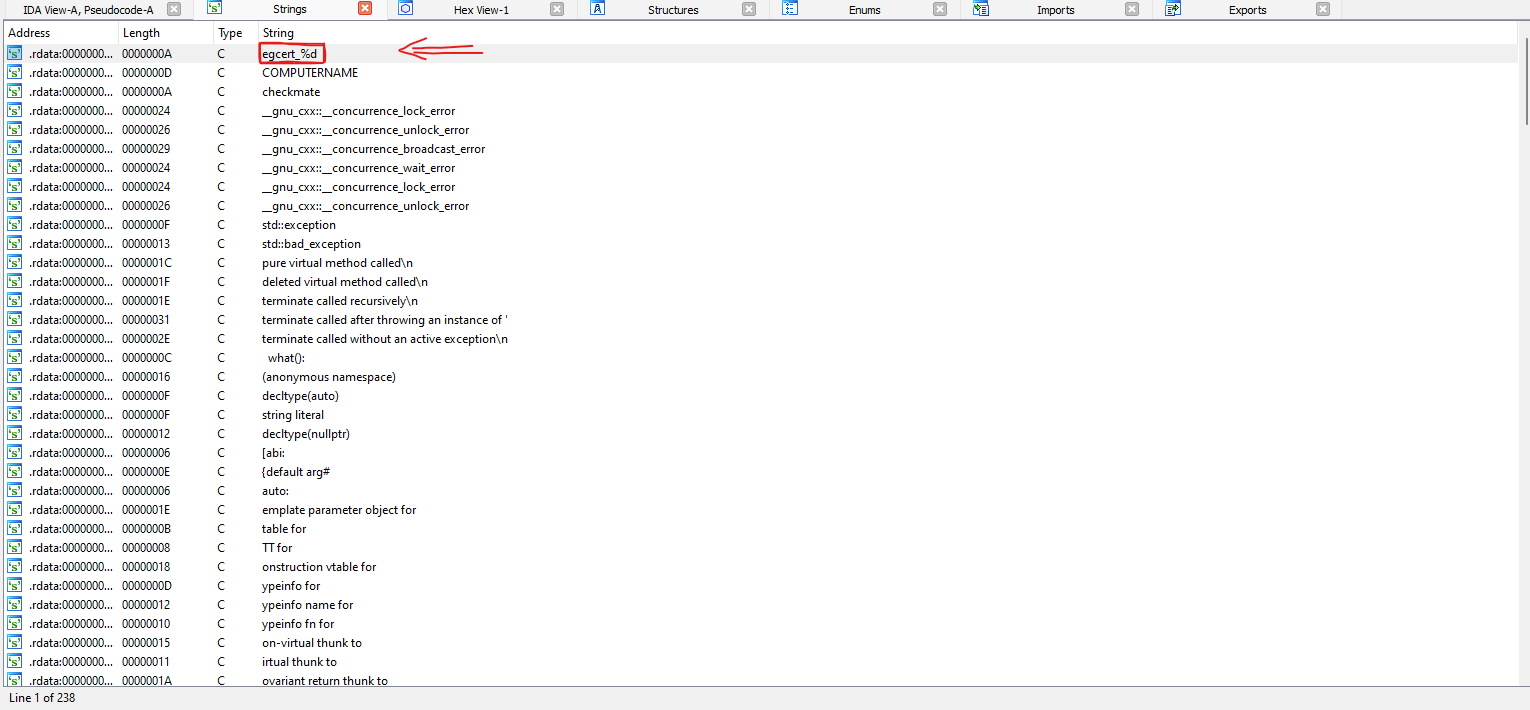 IDA View-A, Pseudocode-A Strings Hex View-1 Structures Enums Imports Exports
Address Length Type String
.rdata:0000000... 0000000A C egcert_%d
.rdata:0000000... 0000000D C COMPUTERNAME
.rdata:0000000... 0000000A C checkmate
.rdata:0000000... 00000024 C __gnu_cxx::__concurrence_lock_error
.rdata:0000000... 00000026 C __gnu_cxx::__concurrence_unlock_error
.rdata:0000000... 00000029 C __gnu_cxx::__concurrence_broadcast_error
.rdata:0000000... 00000024 C __gnu_cxx::__concurrence_wait_error
.rdata:0000000... 00000024 C __gnu_cxx::__concurrence_lock_error
.rdata:0000000... 00000026 C __gnu_cxx::__concurrence_unlock_error
.rdata:0000000... 0000000F C std::exception
.rdata:0000000... 00000013 C std::bad_exception
.rdata:0000000... 0000001C C pure virtual method called\n
.rdata:0000000... 0000001F C deleted virtual method called\n
.rdata:0000000... 0000001E C terminate called recursively\n
.rdata:0000000... 00000031 C terminate called after throwing an instance of '
.rdata:0000000... 0000002E C terminate called without an active exception\n
.rdata:0000000... 0000000C C what():
.rdata:0000000... 00000016 C (anonymous namespace)
.rdata:0000000... 0000000F C decltype(auto)
.rdata:0000000... 0000000F C string literal
.rdata:0000000... 00000012 C decltype(nullptr)
.rdata:0000000... 00000006 C [abi:
.rdata:0000000... 0000000E C {default arg#
.rdata:0000000... 00000006 C auto:
.rdata:0000000... 0000001E C emplate parameter object for
.rdata:0000000... 0000000B C table for
.rdata:0000000... 00000008 C TT for
.rdata:0000000... 00000018 C onstruction vtable for
.rdata:0000000... 0000000D C ypeinfo for
.rdata:0000000... 00000012 C ypeinfo name for
.rdata:0000000... 00000010 C ypeinfo fn for
.rdata:0000000... 00000015 C on-virtual thunk to
.rdata:0000000... 00000011 C irtual thunk to
.rdata:0000000... 0000001A C ovariant return thunk to
Line 1 of 238